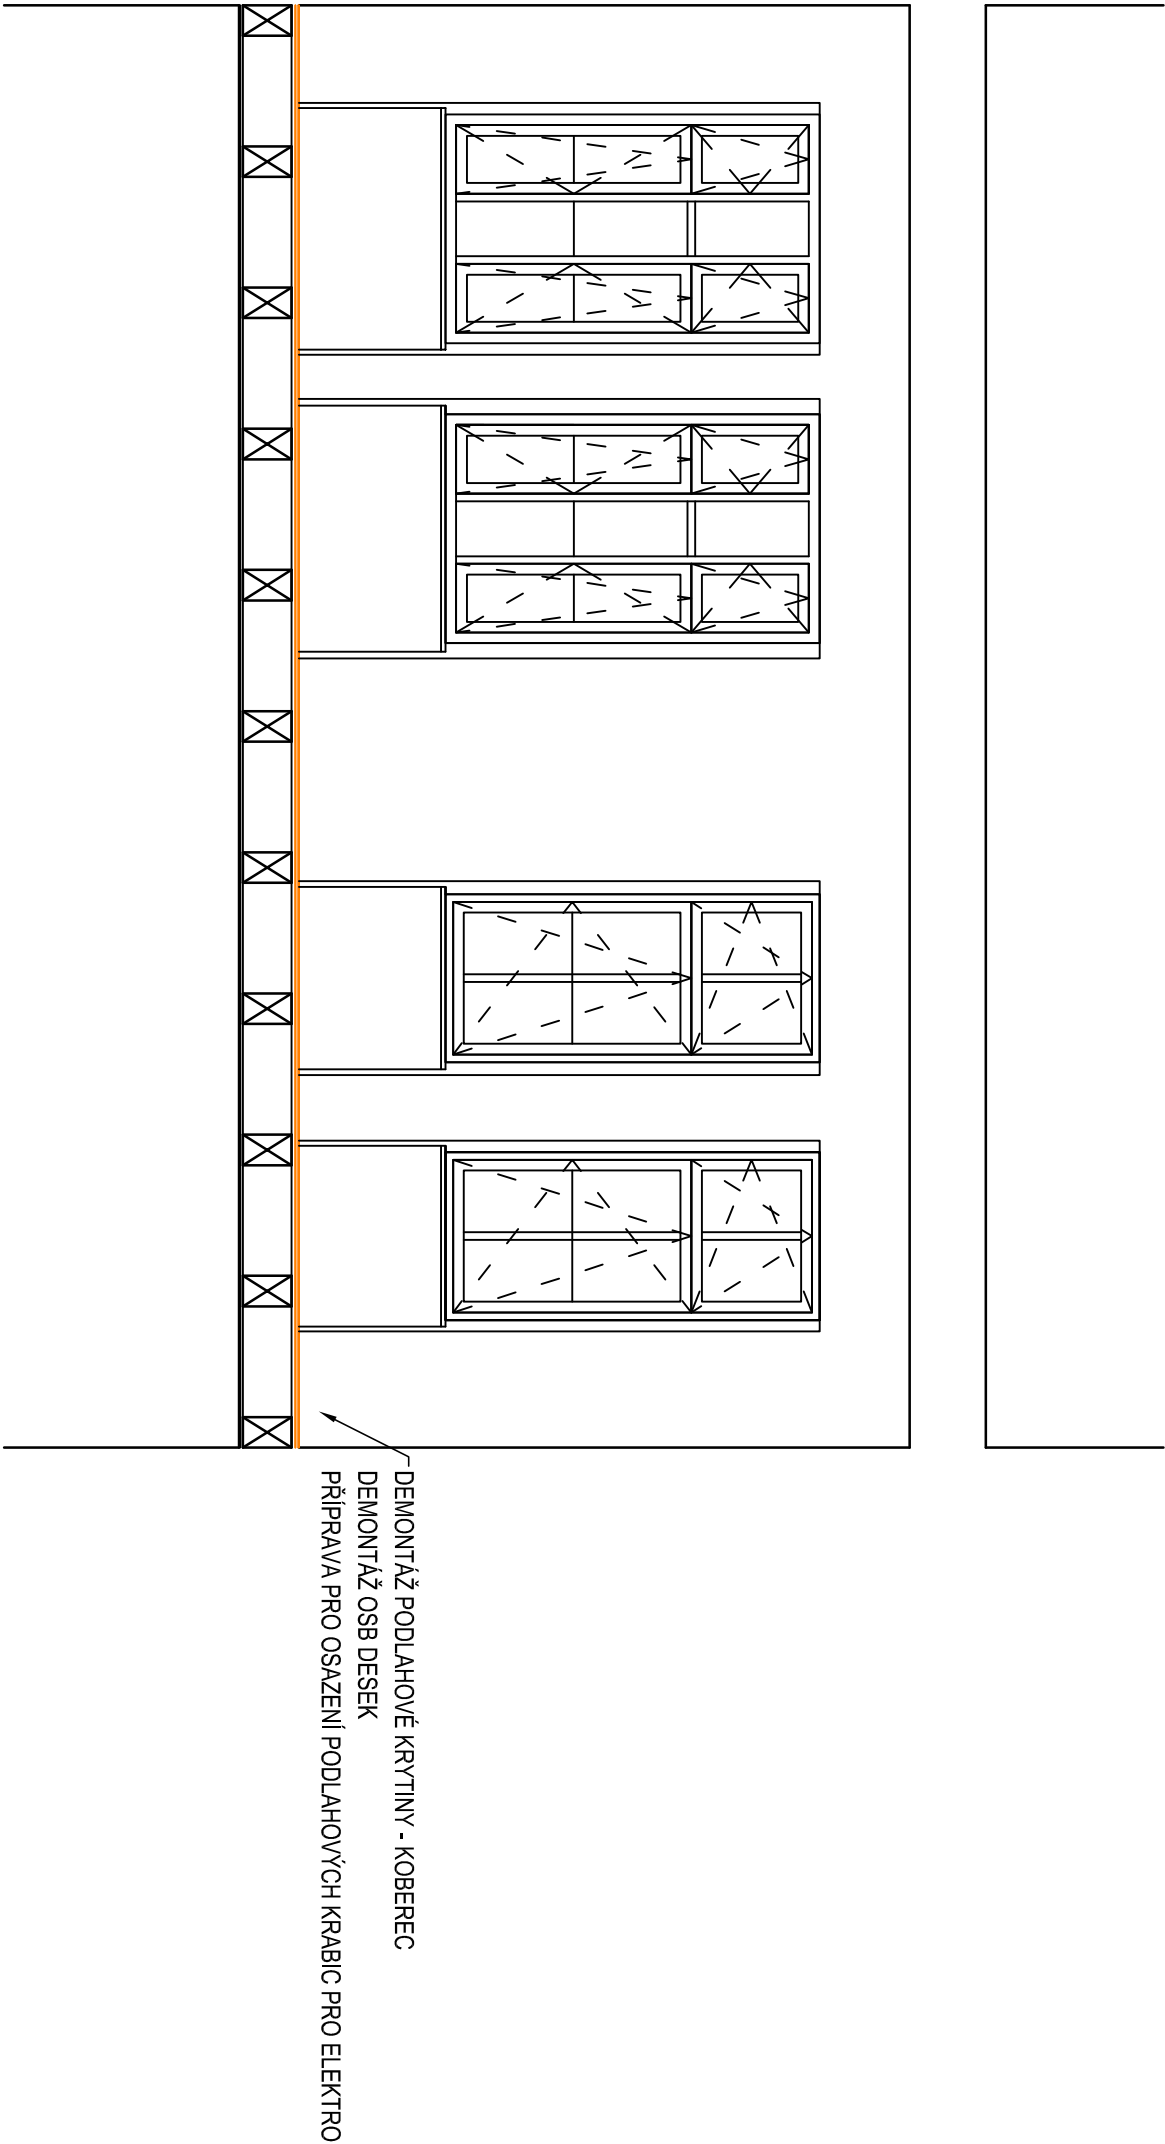 DEMONTÁŽ PODLAHOVÉ KRYTINY - KOBEREC
DEMONTÁŽ OSB DESEK
PŘÍPRAVA PRO OSAZENÍ PODLAHOVÝCH KRABIC PRO ELEKTRO